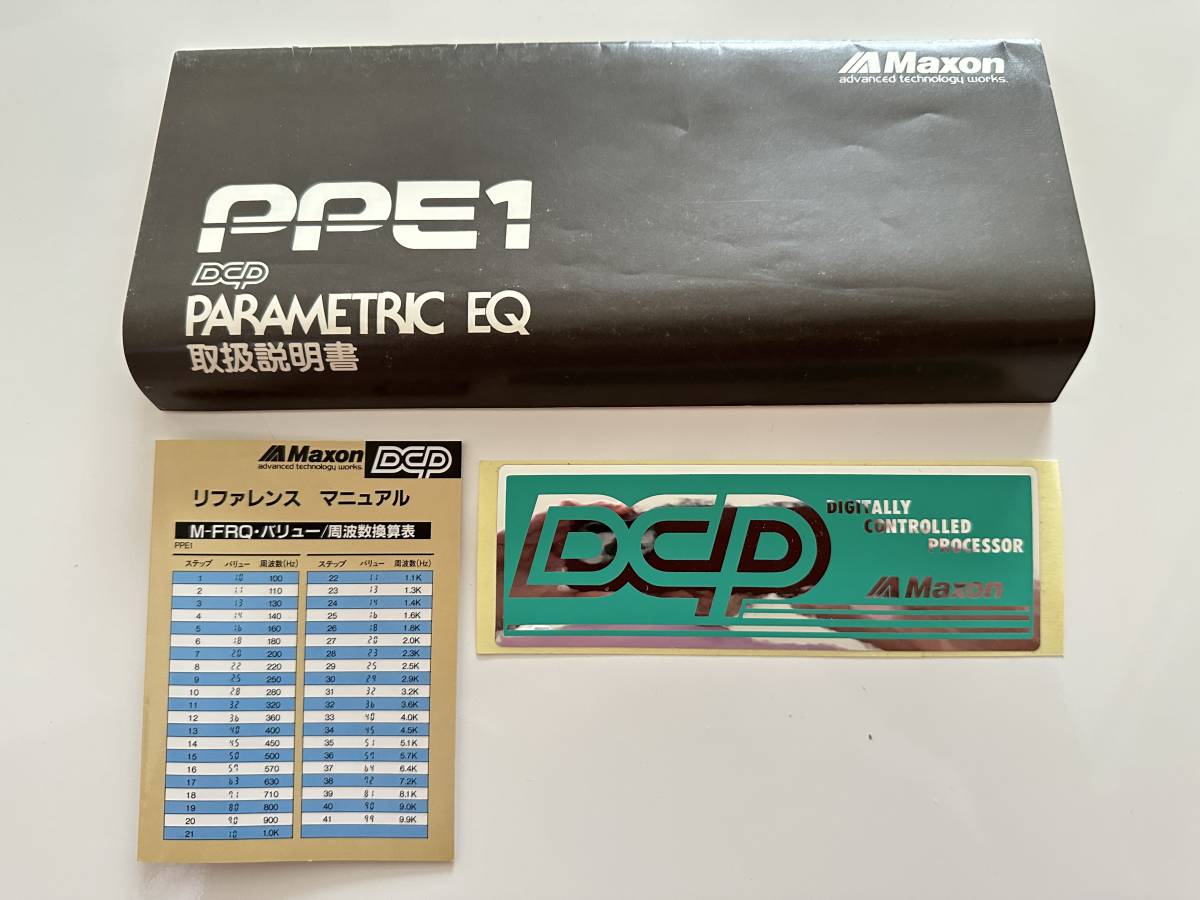 Maxon
advanced technology works.
PPE1
DCP
PARAMETRIC EQ
取扱説明書
Maxon DCP
advanced technology works.
リファレンス マニュアル
M-FRQ・バリュー/周波数換算表
PPE1
ステップ バリュー 周波数(Hz)
1 10 100
2 11 110
3 13 130
4 14 140
5 16 160
6 18 180
7 20 200
8 22 220
9 25 250
10 28 280
11 32 320
12 36 360
13 40 400
14 45 450
15 50 500
16 57 570
17 63 630
18 71 710
19 80 800
20 90 900
21 10 1.0K
ステップ バリュー 周波数(Hz)
22 11 1.1K
23 13 1.3K
24 14 1.4K
25 16 1.6K
26 18 1.8K
27 20 2.0K
28 23 2.3K
29 25 2.5K
30 29 2.9K
31 32 3.2K
32 36 3.6K
33 40 4.0K
34 45 4.5K
35 51 5.1K
36 57 5.7K
37 64 6.4K
38 72 7.2K
39 81 8.1K
40 90 9.0K
41 99 9.9K
DCP
DIGITALLY
CONTROLLED
PROCESSOR
Maxon